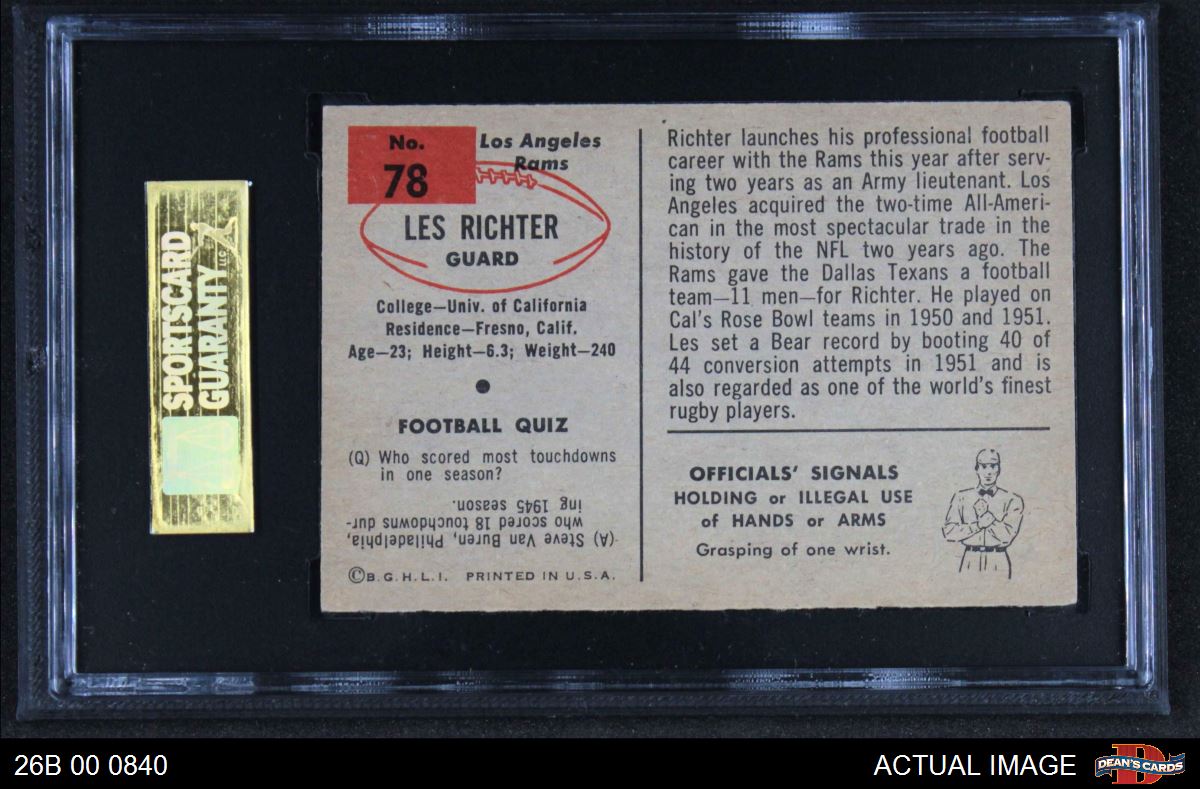 SPORTSCARD
GUARANTY LLC
No.
78
Los Angeles
Rams
LES RICHTER
GUARD
College—Univ. of California
Residence—Fresno, Calif.
Age—23; Height—6.3; Weight—240
FOOTBALL QUIZ
(Q) Who scored most touchdowns
in one season?
(A) Steve Van Buren, Philadelphia,
who scored 18 touchdowns dur-
ing 1945 season.
©B.G.H.L.I. PRINTED IN U.S.A.
Richter launches his professional football
career with the Rams this year after serv-
ing two years as an Army lieutenant. Los
Angeles acquired the two-time All-Ameri-
can in the most spectacular trade in the
history of the NFL two years ago. The
Rams gave the Dallas Texans a football
team—11 men—for Richter. He played on
Cal's Rose Bowl teams in 1950 and 1951.
Les set a Bear record by booting 40 of
44 conversion attempts in 1951 and is
also regarded as one of the world's finest
rugby players.
OFFICIALS' SIGNALS
HOLDING or ILLEGAL USE
of HANDS or ARMS
Grasping of one wrist.
26B 00 0840
ACTUAL IMAGE
DEAN'S CARDS